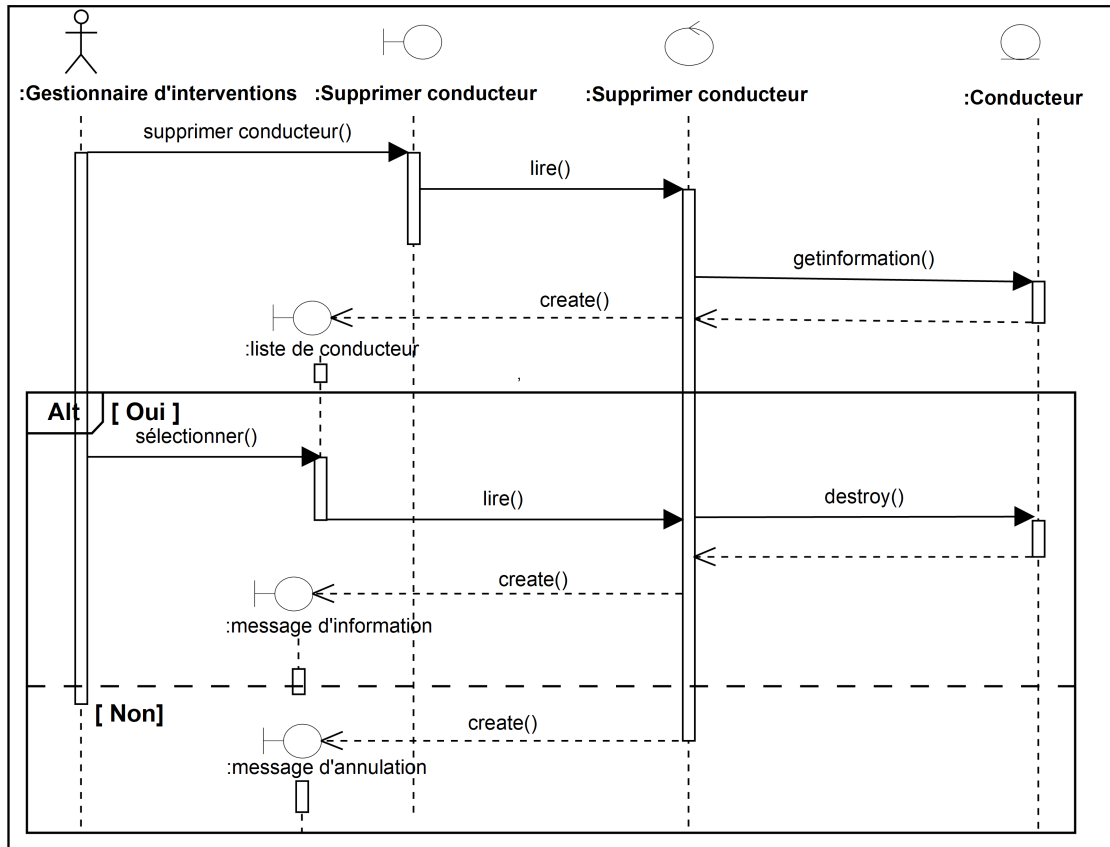 :Gestionnaire d'interventions
:Supprimer conducteur
:Supprimer conducteur
:Conducteur
supprimer conducteur()
lire()
getinformation()
create()
:liste de conducteur
,
Alt
[ Oui ]
sélectionner()
lire()
destroy()
create()
:message d'information
[ Non]
create()
:message d'annulation